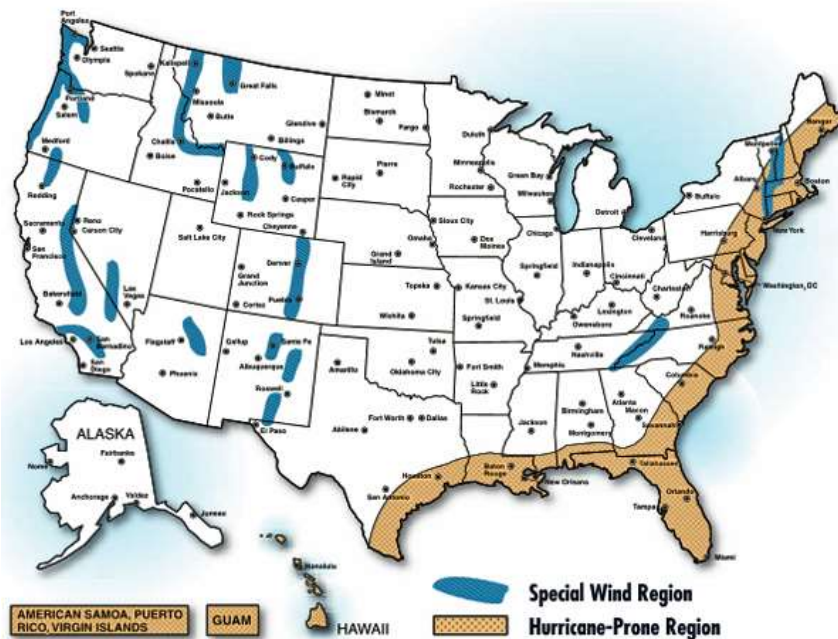 Port
Angeles
Seattle
Olympia
Spokane
Kalispell
Great Falls
Missoula
Butte
Glendive
Billings
Portland
Salem
Medford
Challis
Boise
Pocatello
Cody
Buffalo
Jackson
Casper
Rock Springs
Cheyenne
Minot
Bismarck
Fargo
Pierre
Rapid
City
Duluth
Minneapolis
Rochester
Green Bay
Milwaukee
Detroit
Buffalo
Albany
Montpelier
Bangor
Boston
New York
Harrisburg
Washington, DC
Redding
Sacramento
San
Francisco
Reno
Carson City
Bakersfield
Las
Vegas
Los Angeles
San
Bernadino
San
Diego
Salt Lake City
Grand
Junction
Denver
Pueblo
Cortez
Sioux City
Omaha
Grand
Island
Des
Moines
Chicago
Cleveland
Springfield
Indianapolis
Cincinnati
Charleston
Roanoke
Topeka
Kansas City
St. Louis
Wichita
Springfield
Lexington
Owensboro
Flagstaff
Phoenix
Gallup
Santa Fe
Albuquerque
Roswell
El Paso
Amarillo
Tulsa
Oklahoma City
Fort Smith
Little
Rock
Memphis
Nashville
Raleigh
Columbia
Atlanta
Macon
Savannah
Birmingham
Montgomery
Jackson
Fort Worth
Dallas
Abilene
San Antonio
Houston
Baton
Rouge
New Orleans
Tallahassee
Orlando
Tampa
Miami
ALASKA
Nome
Fairbanks
Anchorage
Valdez
Juneau
Honolulu
HAWAII
AMERICAN SAMOA, PUERTO
RICO, VIRGIN ISLANDS
GUAM
Special Wind Region
Hurricane-Prone Region